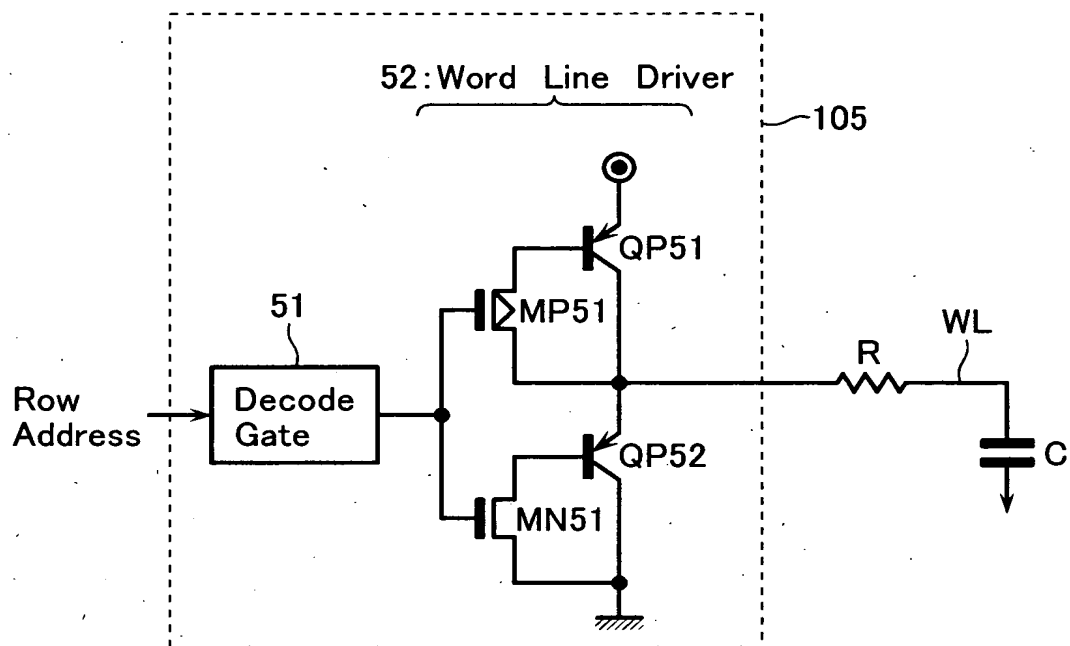 52:Word Line Driver
105
QP51
51
MP51
R
WL
Row
Address
Decode
Gate
QP52
C
MN51